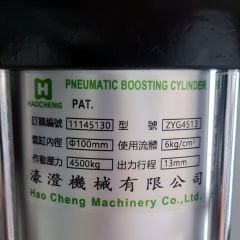 PNEUMATIC BOOSTING CYLINDER
HAOCHENG
PAT.
訂購編號 11145130 型號 ZYG4513
氣缸內徑 Φ100mm 使用流體 6kg/cm²
作動壓力 4500kg 出力行程 13mm
濠澄機械有限公司
Hao Cheng Machinery Co.,Ltd.